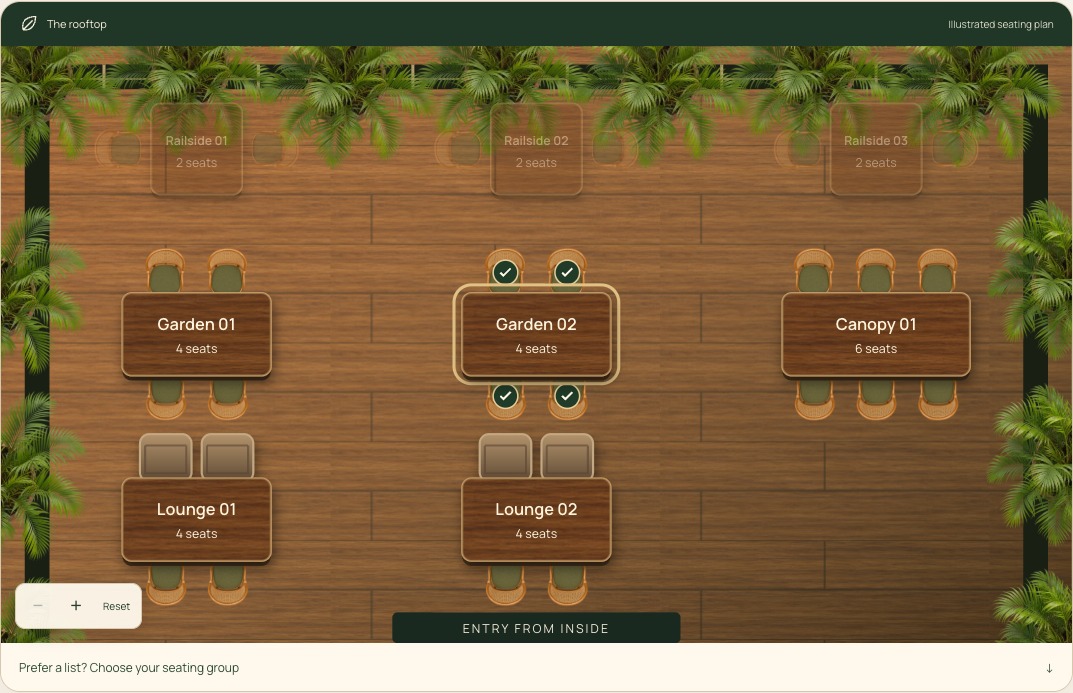 The rooftop
Illustrated seating plan
Railside 01
2 seats
Railside 02
2 seats
Railside 03
2 seats
Garden 01
4 seats
Garden 02
4 seats
Canopy 01
6 seats
Lounge 01
4 seats
Lounge 02
4 seats
− + Reset
ENTRY FROM INSIDE
Prefer a list? Choose your seating group ↓